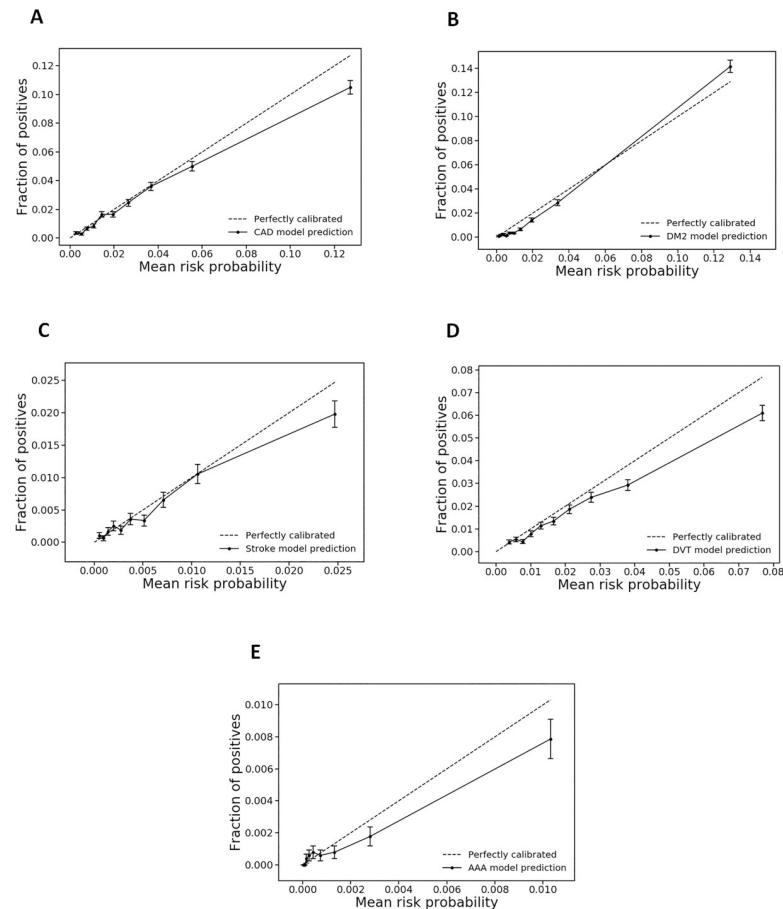 A
Fraction of positives
0.12
0.10
0.08
0.06
0.04
0.02
0.00
Perfectly calibrated
CAD model prediction
0.00 0.02 0.04 0.06 0.08 0.10 0.12
Mean risk probability
B
Fraction of positives
0.14
0.12
0.10
0.08
0.06
0.04
0.02
0.00
Perfectly calibrated
DM2 model prediction
0.00 0.02 0.04 0.06 0.08 0.10 0.12 0.14
Mean risk probability
C
Fraction of positives
0.025
0.020
0.015
0.010
0.005
0.000
Perfectly calibrated
Stroke model prediction
0.000 0.005 0.010 0.015 0.020 0.025
Mean risk probability
D
Fraction of positives
0.08
0.07
0.06
0.05
0.04
0.03
0.02
0.01
0.00
Perfectly calibrated
DVT model prediction
0.00 0.01 0.02 0.03 0.04 0.05 0.06 0.07 0.08
Mean risk probability
E
Fraction of positives
0.010
0.008
0.006
0.004
0.002
0.000
Perfectly calibrated
AAA model prediction
0.000 0.002 0.004 0.006 0.008 0.010
Mean risk probability